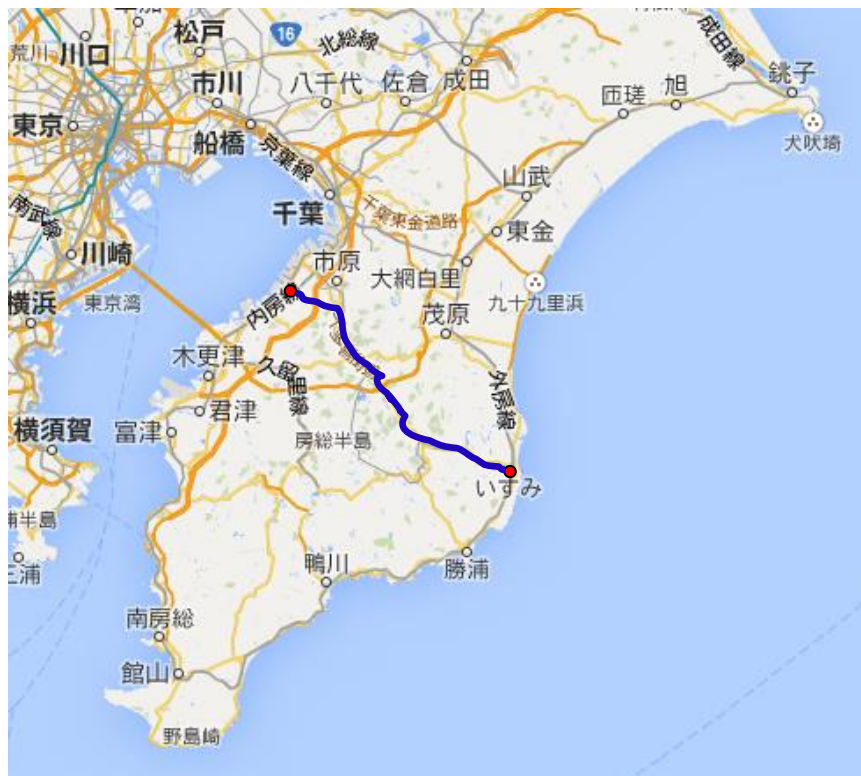 松戸
16
北総線
成田線
荒川
川口
市川
八千代
佐倉
成田
銚子
東京
匝瑳
旭
船橋
京葉線
犬吠埼
山武
南武線
千葉
千葉東金道路
東金
川崎
市原
大網白里
横浜
東京湾
内房線
茂原
九十九里浜
木更津
久留里線
外房線
君津
横須賀
富津
房総半島
いすみ
鴨川
勝浦
南房総
館山
野島崎